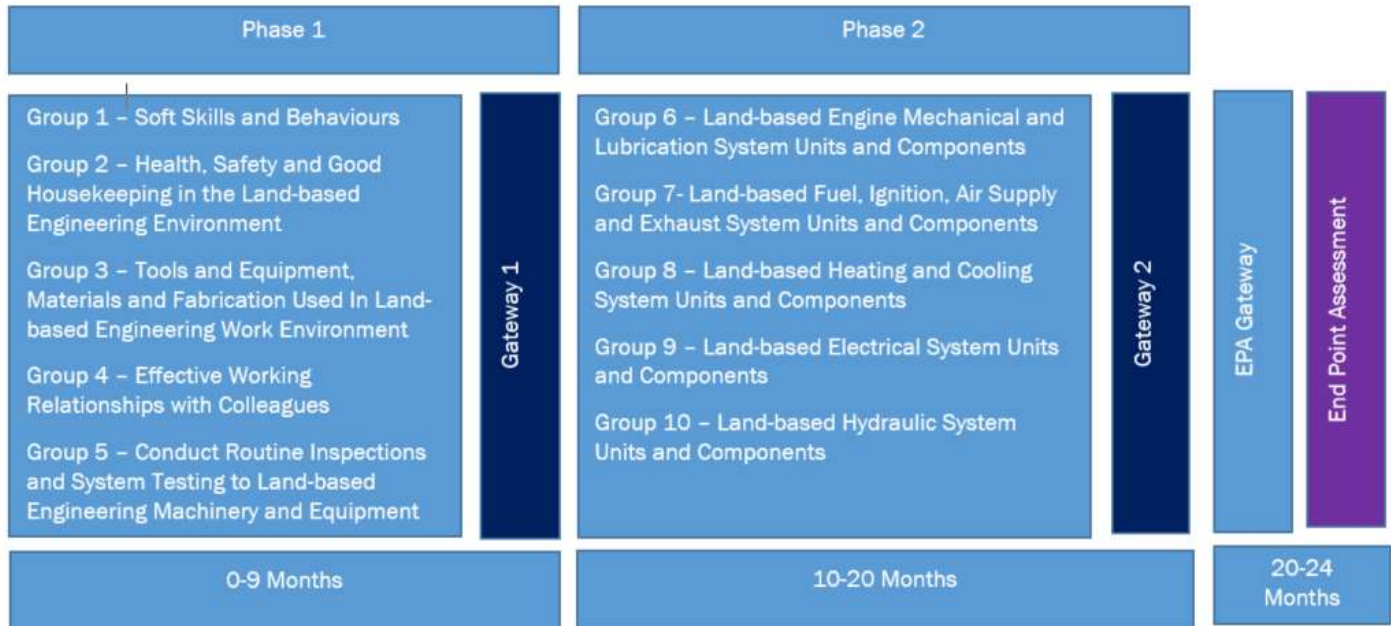 Phase 1
Phase 2
Group 1 – Soft Skills and Behaviours
Group 2 – Health, Safety and Good
Housekeeping in the Land-based
Engineering Environment
Group 3 – Tools and Equipment,
Materials and Fabrication Used In Land-
based Engineering Work Environment
Group 4 – Effective Working
Relationships with Colleagues
Group 5 – Conduct Routine Inspections
and System Testing to Land-based
Engineering Machinery and Equipment
Gateway 1
Group 6 – Land-based Engine Mechanical and
Lubrication System Units and Components
Group 7- Land-based Fuel, Ignition, Air Supply
and Exhaust System Units and Components
Group 8 – Land-based Heating and Cooling
System Units and Components
Group 9 – Land-based Electrical System Units
and Components
Group 10 – Land-based Hydraulic System
Units and Components
Gateway 2
EPA Gateway
End Point Assessment
0-9 Months
10-20 Months
20-24
Months